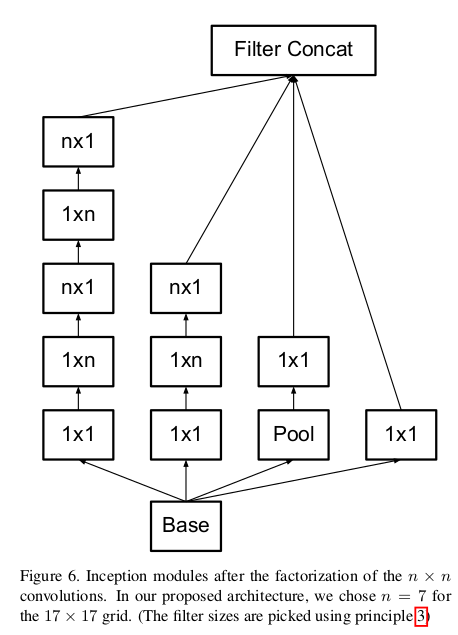 Filter Concat
nx1
1xn
nx1
nx1
1xn
1xn
1x1
1x1
1x1
Pool
1x1
Base
Figure 6. Inception modules after the factorization of the n × n
convolutions. In our proposed architecture, we chose n = 7 for
the 17 × 17 grid. (The filter sizes are picked using principle 3)